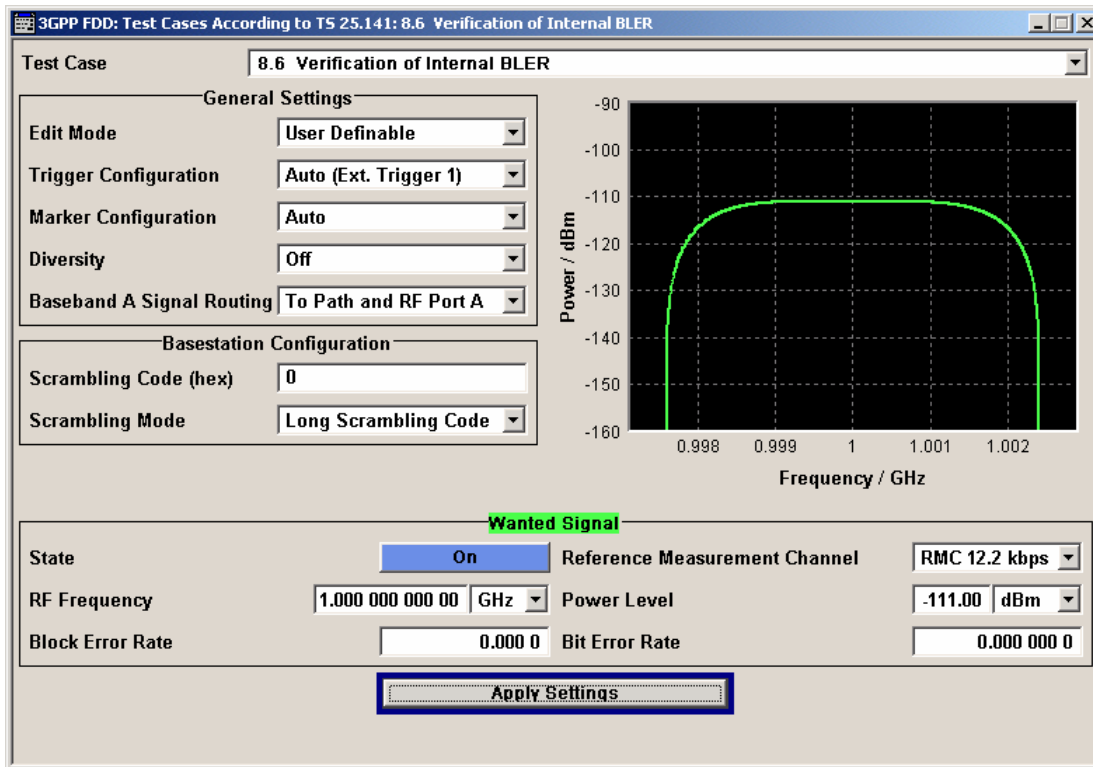 3GPP FDD: Test Cases According to TS 25.141: 8.6 Verification of Internal BLER
Test Case 8.6 Verification of Internal BLER
General Settings
Edit Mode User Definable
Trigger Configuration Auto (Ext. Trigger 1)
Marker Configuration Auto
Diversity Off
Baseband A Signal Routing To Path and RF Port A
Basestation Configuration
Scrambling Code (hex) 0
Scrambling Mode Long Scrambling Code
Power / dBm
-90
-100
-110
-120
-130
-140
-150
-160
0.998 0.999 1 1.001 1.002
Frequency / GHz
Wanted Signal
State On Reference Measurement Channel RMC 12.2 kbps
RF Frequency 1.000 000 000 00 GHz Power Level -111.00 dBm
Block Error Rate 0.000 0 Bit Error Rate 0.000 000 0
Apply Settings